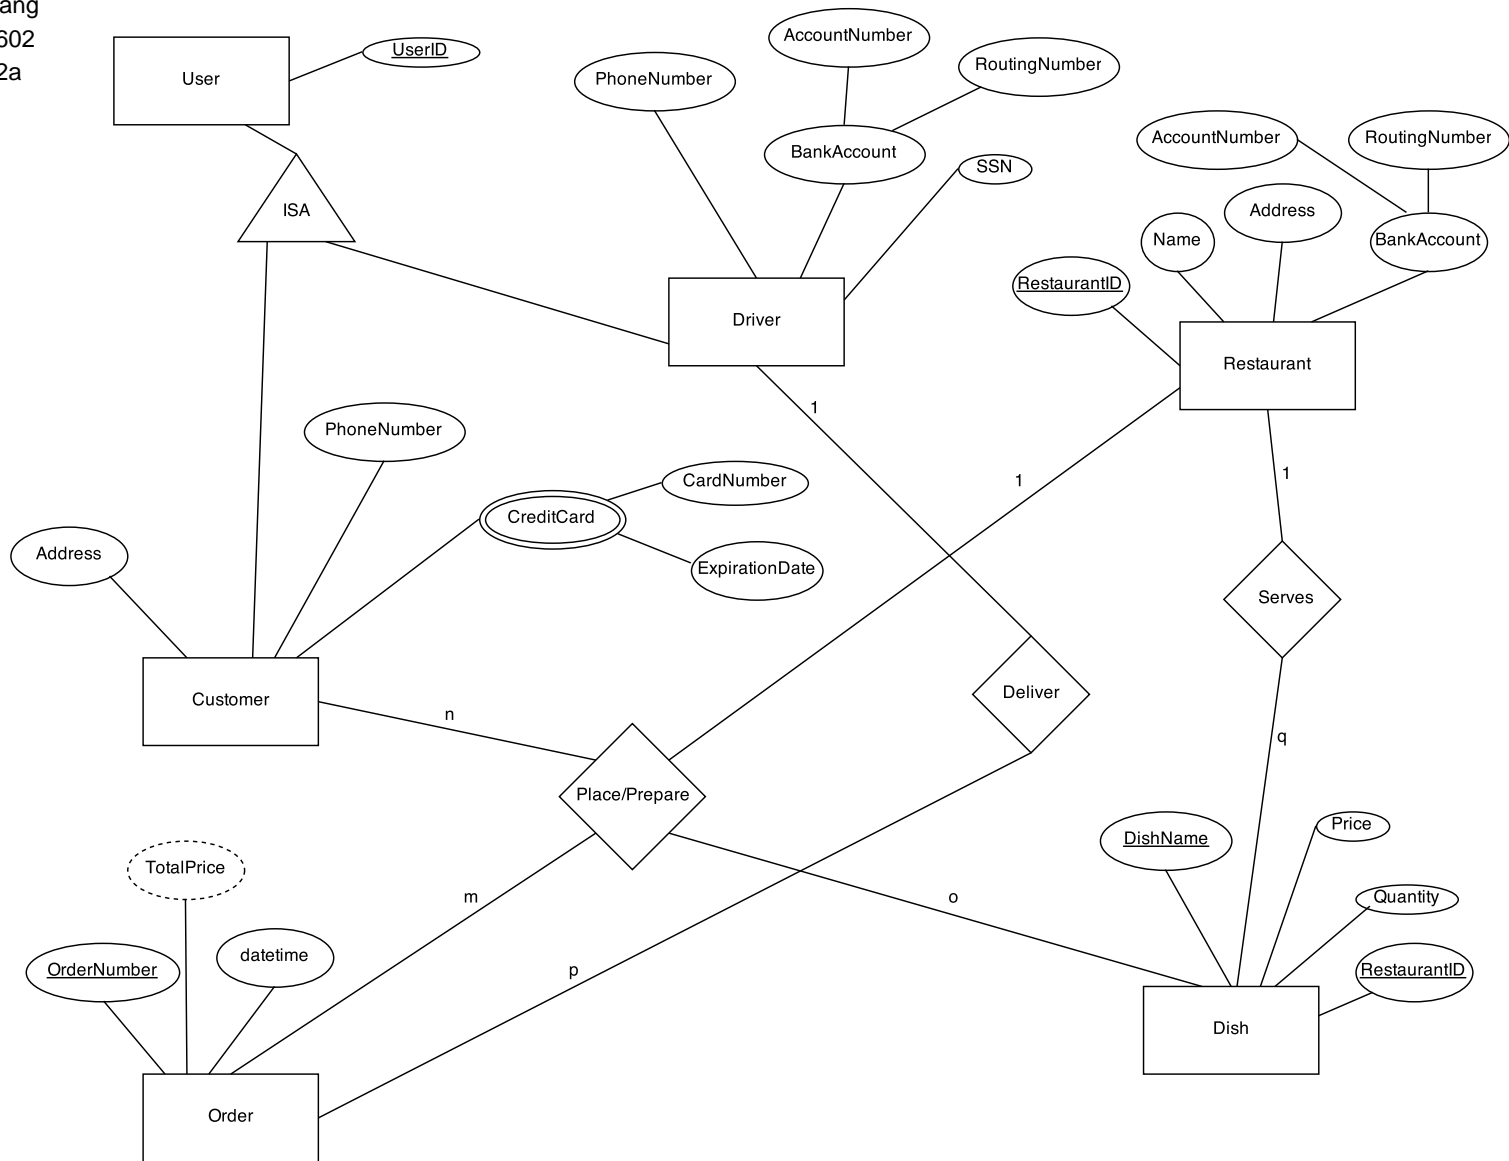 ang
602
2a
User
UserID
ISA
PhoneNumber
AccountNumber
RoutingNumber
BankAccount
SSN
Driver
AccountNumber
RoutingNumber
Name
Address
BankAccount
RestaurantID
Restaurant
1
1
1
PhoneNumber
Address
CreditCard
CardNumber
ExpirationDate
Customer
n
Serves
Deliver
Place/Prepare
q
TotalPrice
OrderNumber
datetime
m
p
o
DishName
Price
Quantity
RestaurantID
Dish
Order